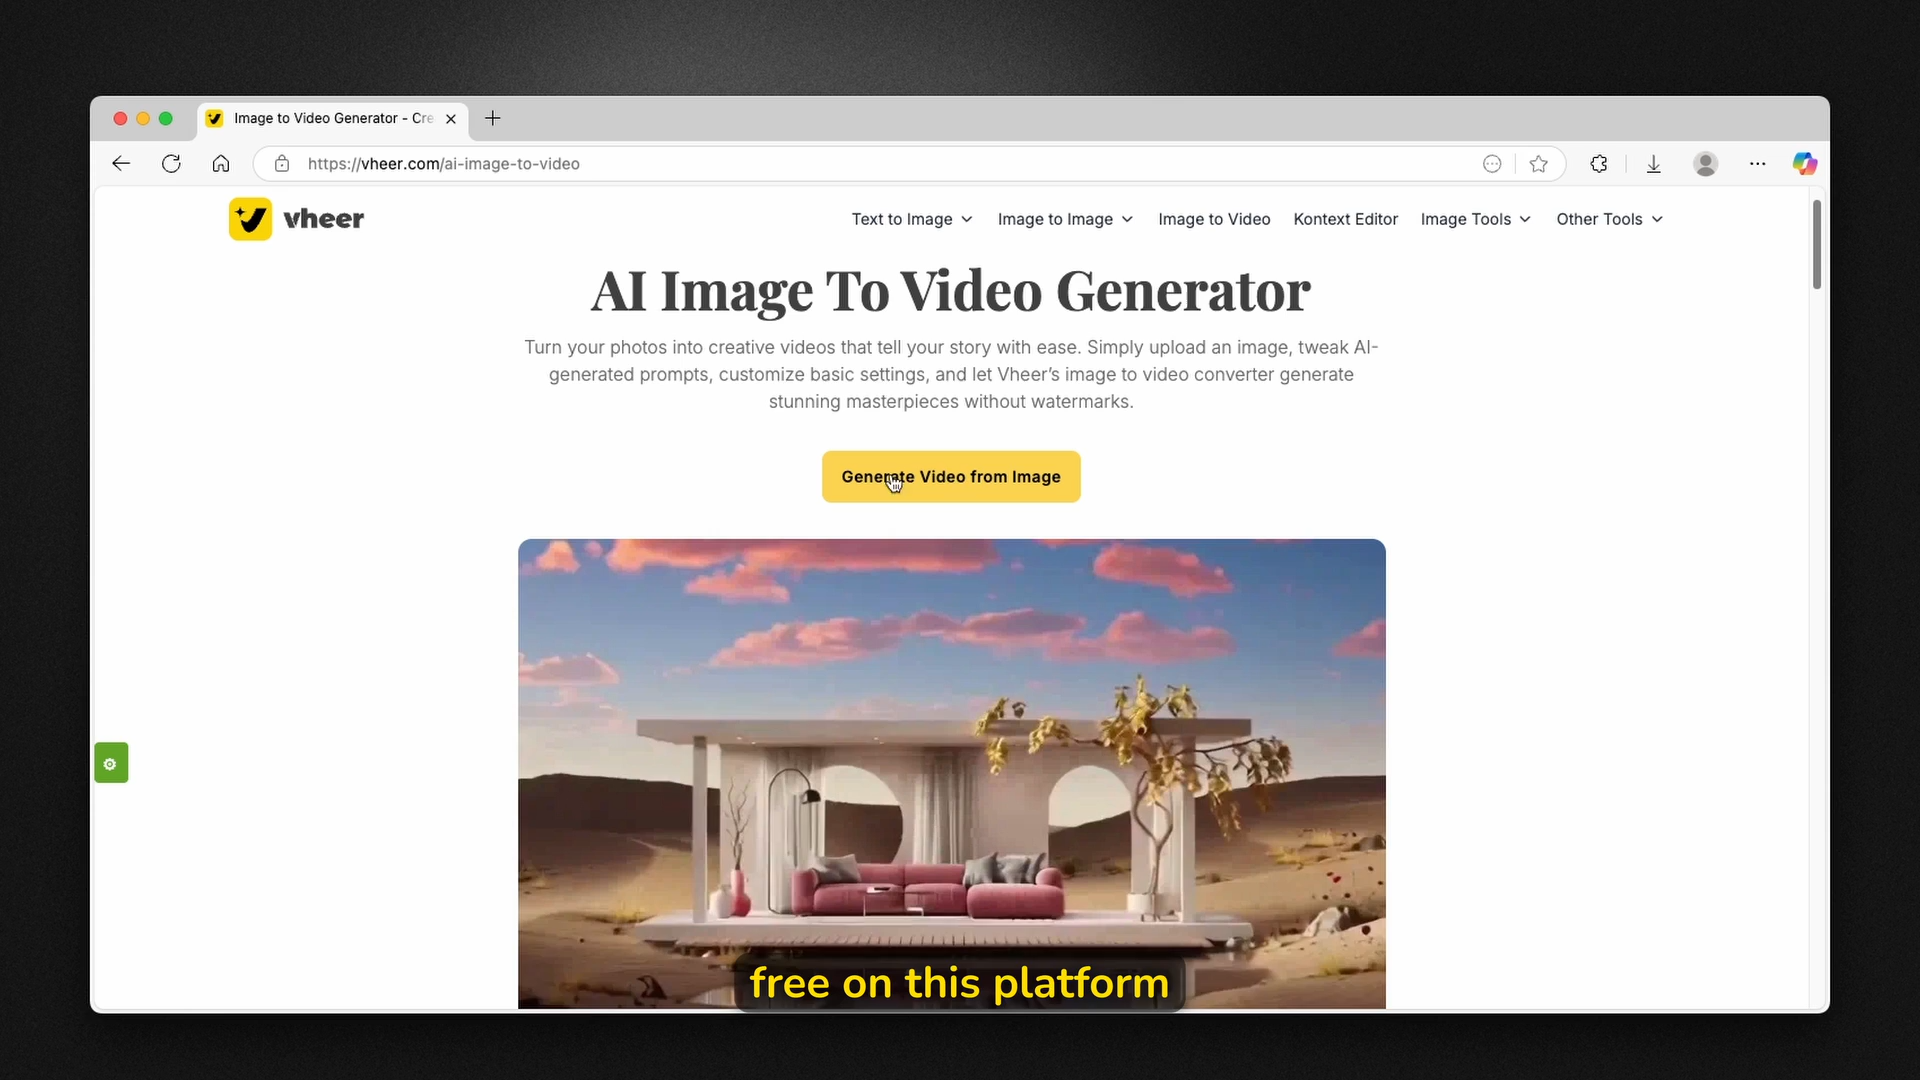 Image to Video Generator - Cre
https://vheer.com/ai-image-to-video
vheer
Text to Image
Image to Image
Image to Video
Kontext Editor
Image Tools
Other Tools
AI Image To Video Generator
Turn your photos into creative videos that tell your story with ease. Simply upload an image, tweak AI-
generated prompts, customize basic settings, and let Vheer’s image to video converter generate
stunning masterpieces without watermarks.
Generate Video from Image
free on this platform